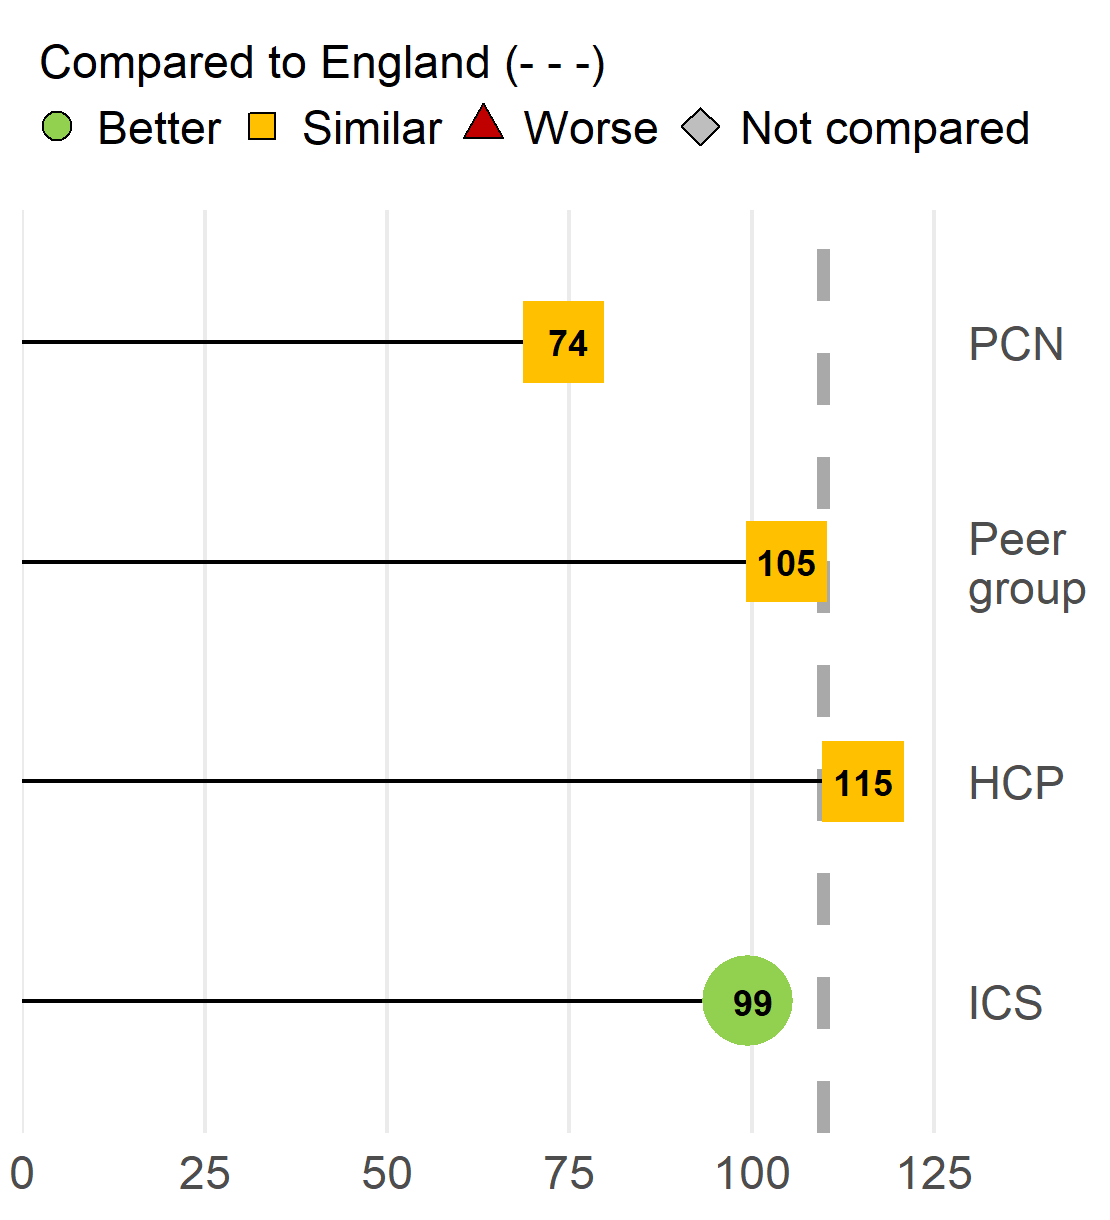 Compared to England (- - -)
Better Similar Worse Not compared
74 PCN
105 Peer
group
115 HCP
99 ICS
0 25 50 75 100 125